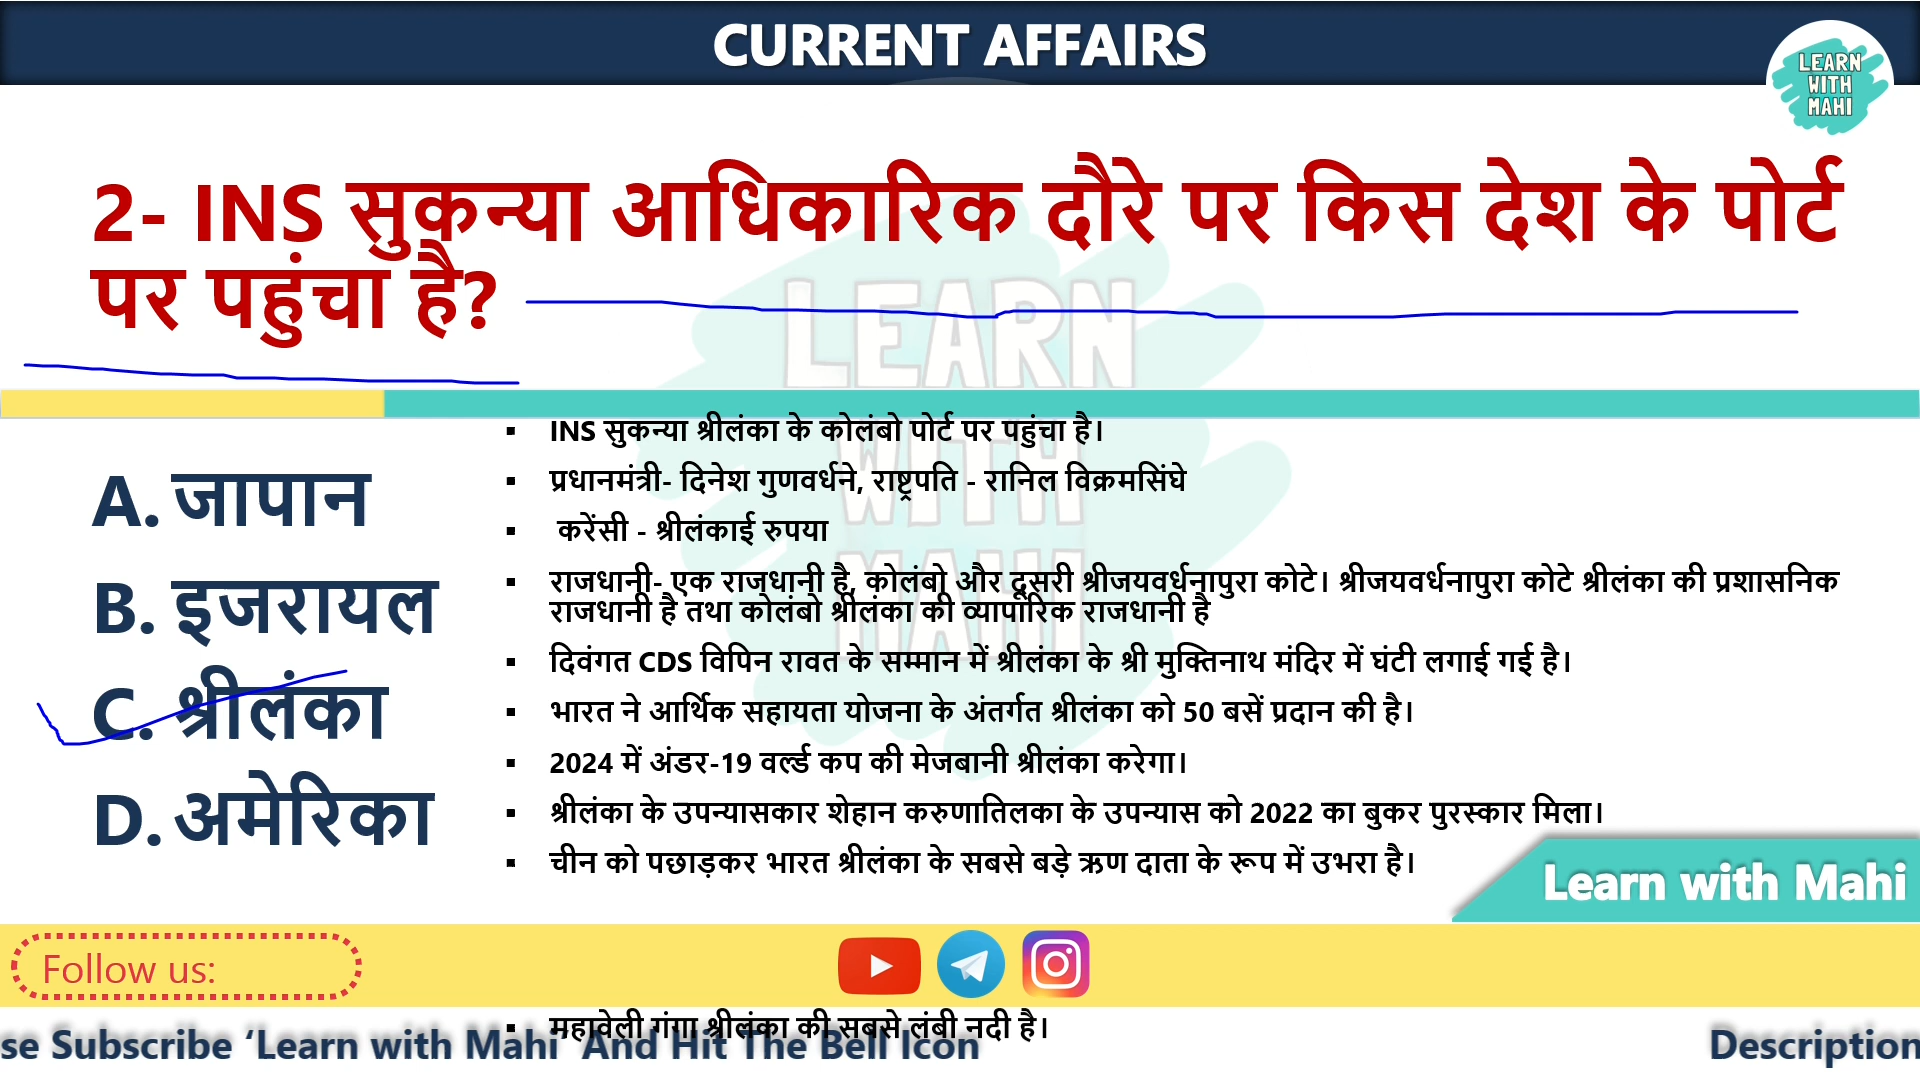 CURRENT AFFAIRS
LEARN
WITH
MAHI
2- INS सुकन्या आधिकारिक दौरे पर किस देश के पोर्ट
पर पहुंचा है?
LEARN
WITH
MAHI
A. जापान
B. इजरायल
C. श्रीलंका
D. अमेरिका
▪ INS सुकन्या श्रीलंका के कोलंबो पोर्ट पर पहुंचा है।
▪ प्रधानमंत्री- दिनेश गुणवर्धने, राष्ट्रपति - रानिल विक्रमसिंघे
▪ करेंसी - श्रीलंकाई रुपया
▪ राजधानी- एक राजधानी है, कोलंबो और दूसरी श्रीजयवर्धनापुरा कोटे। श्रीजयवर्धनापुरा कोटे श्रीलंका की प्रशासनिक
राजधानी है तथा कोलंबो श्रीलंका की व्यापारिक राजधानी है
▪ दिवंगत CDS विपिन रावत के सम्मान में श्रीलंका के श्री मुक्तिनाथ मंदिर में घंटी लगाई गई है।
▪ भारत ने आर्थिक सहायता योजना के अंतर्गत श्रीलंका को 50 बसें प्रदान की है।
▪ 2024 में अंडर-19 वर्ल्ड कप की मेजबानी श्रीलंका करेगा।
▪ श्रीलंका के उपन्यासकार शेहान करुणातिलका के उपन्यास को 2022 का बुकर पुरस्कार मिला।
▪ चीन को पछाड़कर भारत श्रीलंका के सबसे बड़े ऋण दाता के रूप में उभरा है।
Learn with Mahi
Follow us:
▪ महावेली गंगा श्रीलंका की सबसे लंबी नदी है।
se Subscribe ‘Learn with Mahi’ And Hit The Bell Icon
Description